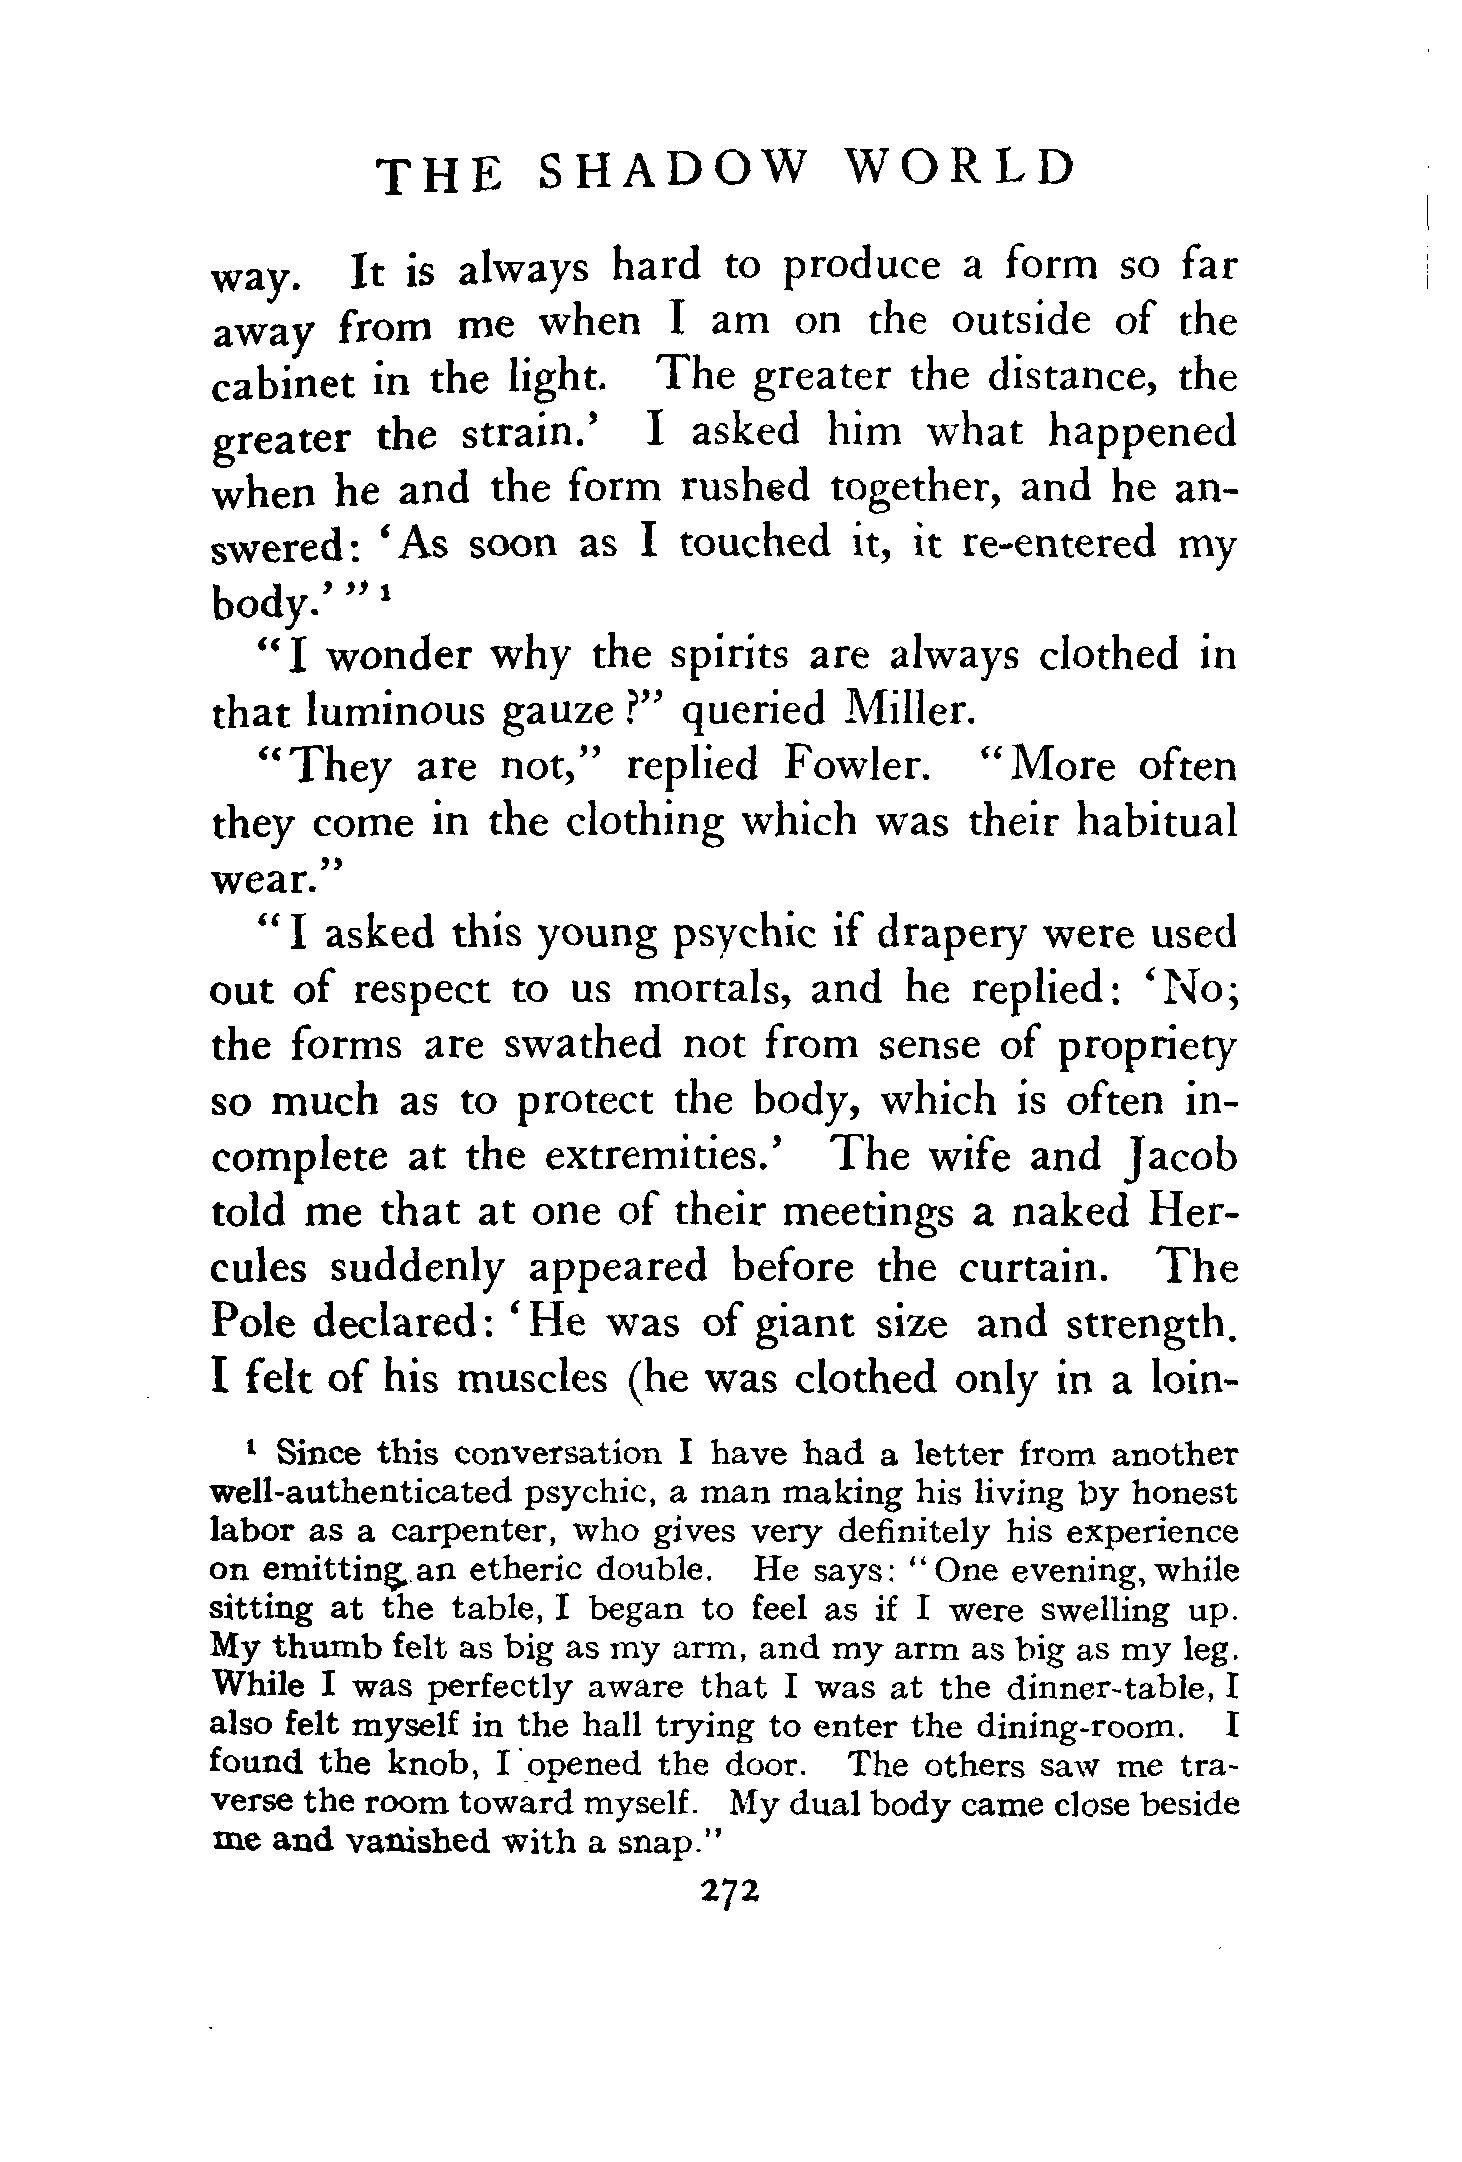 THE SHADOW WORLD
way. It is always hard to produce a form so far
away from me when I am on the outside of the
cabinet in the light. The greater the distance, the
greater the strain.’ I asked him what happened
when he and the form rushed together, and he an-
swered: ‘As soon as I touched it, it re-entered my
body.’ ” ¹
“I wonder why the spirits are always clothed in
that luminous gauze?” queried Miller.
“They are not,” replied Fowler. “More often
they come in the clothing which was their habitual
wear.”
“I asked this young psychic if drapery were used
out of respect to us mortals, and he replied: ‘No;
the forms are swathed not from sense of propriety
so much as to protect the body, which is often in-
complete at the extremities.’ The wife and Jacob
told me that at one of their meetings a naked Her-
cules suddenly appeared before the curtain. The
Pole declared: ‘He was of giant size and strength.
I felt of his muscles (he was clothed only in a loin-
¹ Since this conversation I have had a letter from another
well-authenticated psychic, a man making his living by honest
labor as a carpenter, who gives very definitely his experience
on emitting an etheric double. He says: “One evening, while
sitting at the table, I began to feel as if I were swelling up.
My thumb felt as big as my arm, and my arm as big as my leg.
While I was perfectly aware that I was at the dinner-table, I
also felt myself in the hall trying to enter the dining-room. I
found the knob, I opened the door. The others saw me tra-
verse the room toward myself. My dual body came close beside
me and vanished with a snap.”
272